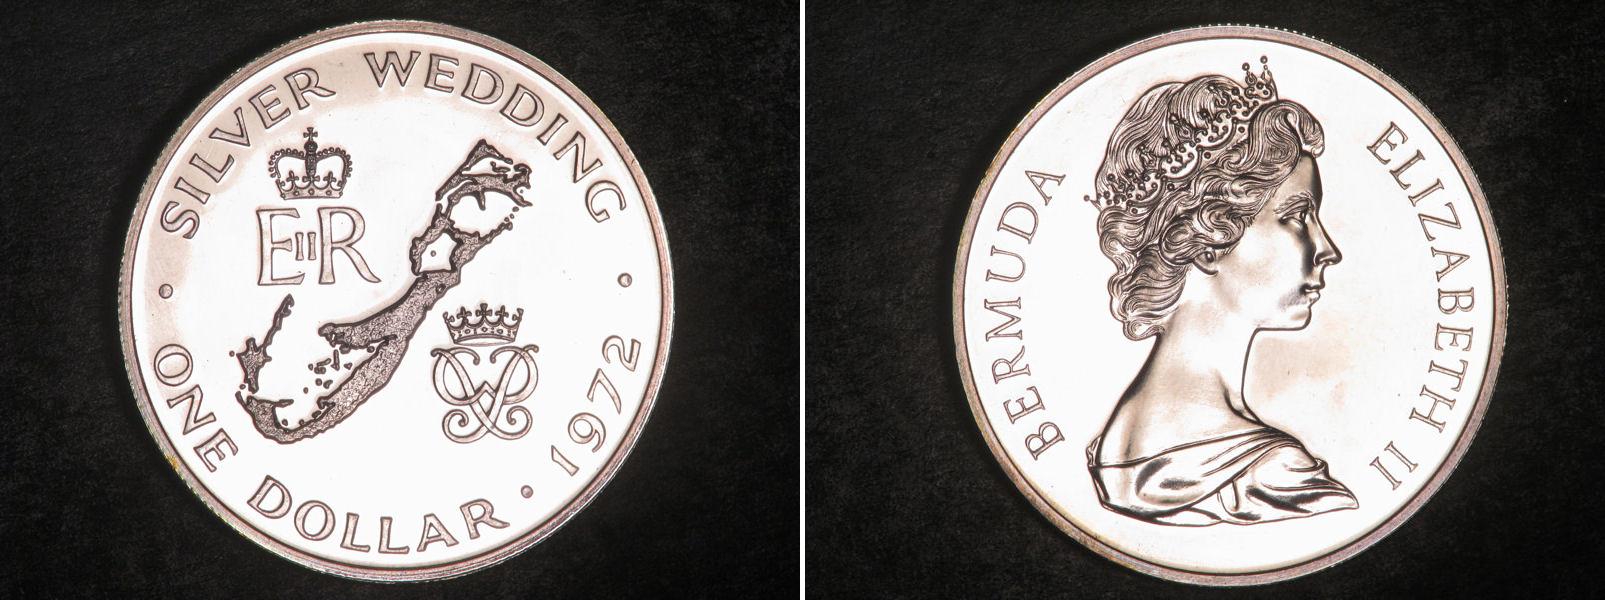 SILVER WEDDING
EIIR
ONE DOLLAR · 1972
BERMUDA
ELIZABETH II